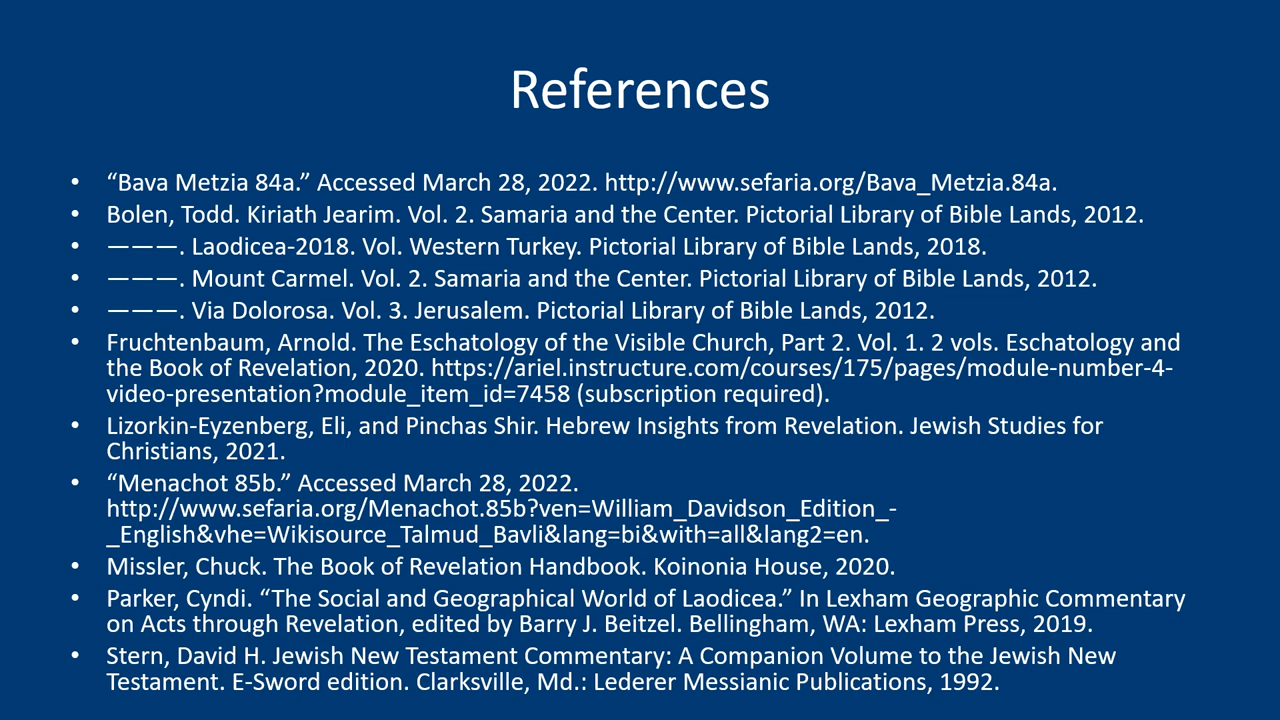 References
• “Bava Metzia 84a.” Accessed March 28, 2022. http://www.sefaria.org/Bava_Metzia.84a.
• Bolen, Todd. Kiriath Jearim. Vol. 2. Samaria and the Center. Pictorial Library of Bible Lands, 2012.
• ———. Laodicea-2018. Vol. Western Turkey. Pictorial Library of Bible Lands, 2018.
• ———. Mount Carmel. Vol. 2. Samaria and the Center. Pictorial Library of Bible Lands, 2012.
• ———. Via Dolorosa. Vol. 3. Jerusalem. Pictorial Library of Bible Lands, 2012.
• Fruchtenbaum, Arnold. The Eschatology of the Visible Church, Part 2. Vol. 1. 2 vols. Eschatology and
the Book of Revelation, 2020. https://ariel.instructure.com/courses/175/pages/module-number-4-
video-presentation?module_item_id=7458 (subscription required).
• Lizorkin-Eyzenberg, Eli, and Pinchas Shir. Hebrew Insights from Revelation. Jewish Studies for
Christians, 2021.
• “Menachot 85b.” Accessed March 28, 2022.
http://www.sefaria.org/Menachot.85b?ven=William_Davidson_Edition_-
_English&vhe=Wikisource_Talmud_Bavli&lang=bi&with=all&lang2=en.
• Missler, Chuck. The Book of Revelation Handbook. Koinonia House, 2020.
• Parker, Cyndi. “The Social and Geographical World of Laodicea.” In Lexham Geographic Commentary
on Acts through Revelation, edited by Barry J. Beitzel. Bellingham, WA: Lexham Press, 2019.
• Stern, David H. Jewish New Testament Commentary: A Companion Volume to the Jewish New
Testament. E-Sword edition. Clarksville, Md.: Lederer Messianic Publications, 1992.